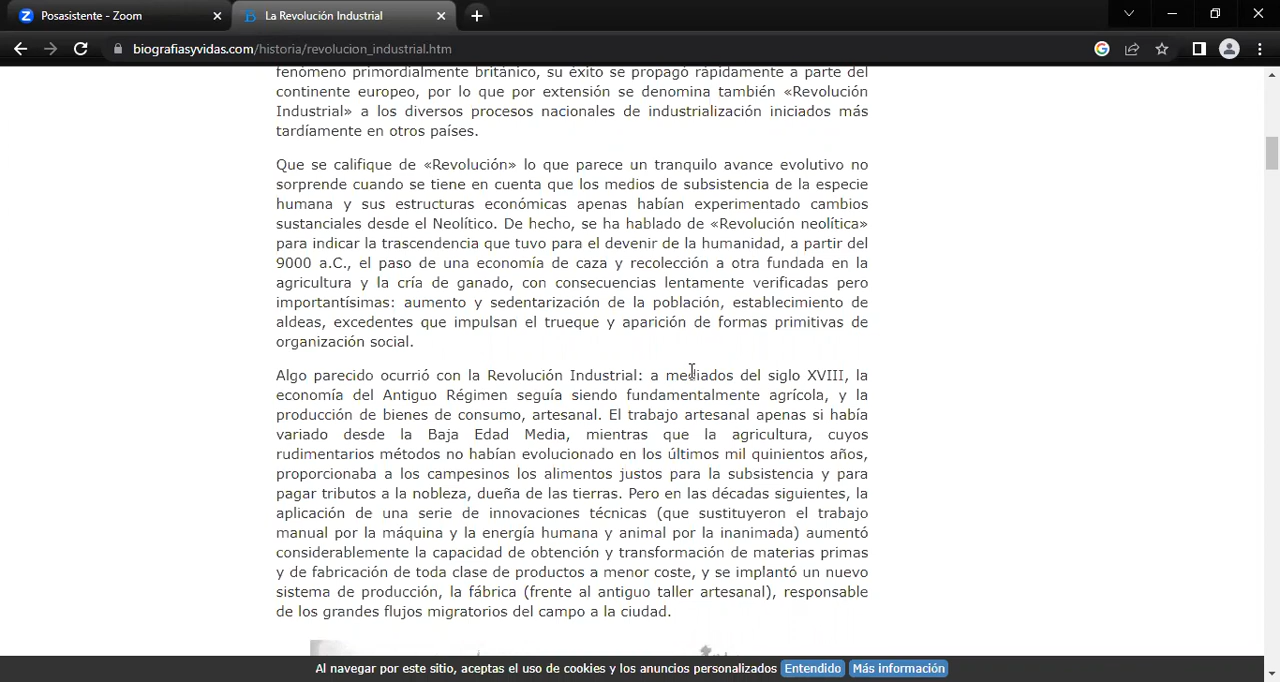 Posasistente - Zoom
La Revolución Industrial
biografiasyvidas.com/historia/revolucion_industrial.htm
fenómeno primordialmente británico, su éxito se propagó rápidamente a parte del
continente europeo, por lo que por extensión se denomina también «Revolución
Industrial» a los diversos procesos nacionales de industrialización iniciados más
tardíamente en otros países.
Que se califique de «Revolución» lo que parece un tranquilo avance evolutivo no
sorprende cuando se tiene en cuenta que los medios de subsistencia de la especie
humana y sus estructuras económicas apenas habían experimentado cambios
sustanciales desde el Neolítico. De hecho, se ha hablado de «Revolución neolítica»
para indicar la trascendencia que tuvo para el devenir de la humanidad, a partir del
9000 a.C., el paso de una economía de caza y recolección a otra fundada en la
agricultura y la cría de ganado, con consecuencias lentamente verificadas pero
importantísimas: aumento y sedentarización de la población, establecimiento de
aldeas, excedentes que impulsan el trueque y aparición de formas primitivas de
organización social.
Algo parecido ocurrió con la Revolución Industrial: a mediados del siglo XVIII, la
economía del Antiguo Régimen seguía siendo fundamentalmente agrícola, y la
producción de bienes de consumo, artesanal. El trabajo artesanal apenas si había
variado desde la Baja Edad Media, mientras que la agricultura, cuyos
rudimentarios métodos no habían evolucionado en los últimos mil quinientos años,
proporcionaba a los campesinos los alimentos justos para la subsistencia y para
pagar tributos a la nobleza, dueña de las tierras. Pero en las décadas siguientes, la
aplicación de una serie de innovaciones técnicas (que sustituyeron el trabajo
manual por la máquina y la energía humana y animal por la inanimada) aumentó
considerablemente la capacidad de obtención y transformación de materias primas
y de fabricación de toda clase de productos a menor coste, y se implantó un nuevo
sistema de producción, la fábrica (frente al antiguo taller artesanal), responsable
de los grandes flujos migratorios del campo a la ciudad.
Al navegar por este sitio, aceptas el uso de cookies y los anuncios personalizados Entendido Más información